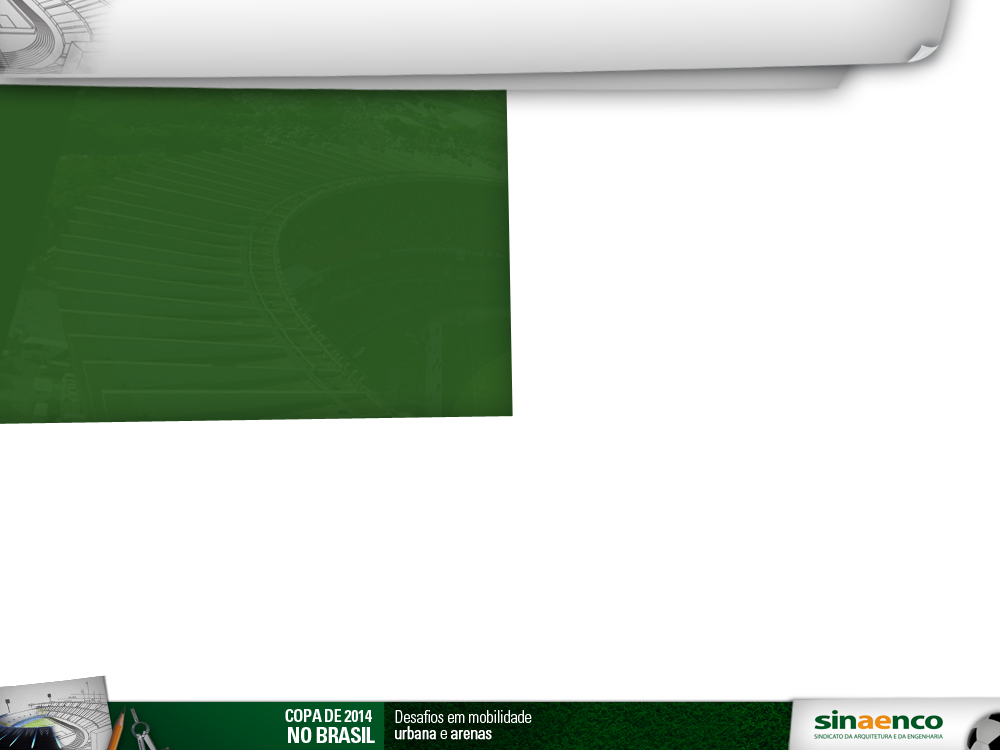 COPA DE 2014
NO BRASIL
Desafios em mobilidade
urbana e arenas
sinaenco
SINDICATO DA ARQUITETURA E DA ENGENHARIA